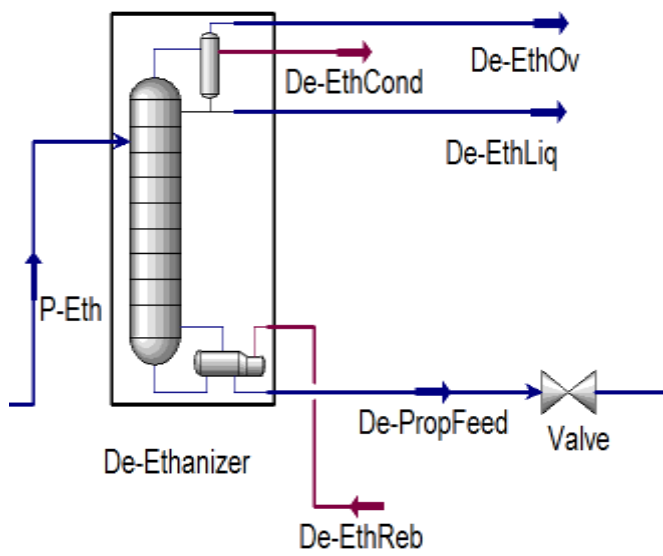 De-EthOv
De-EthCond
De-EthLiq
P-Eth
De-PropFeed
Valve
De-Ethanizer
De-EthReb